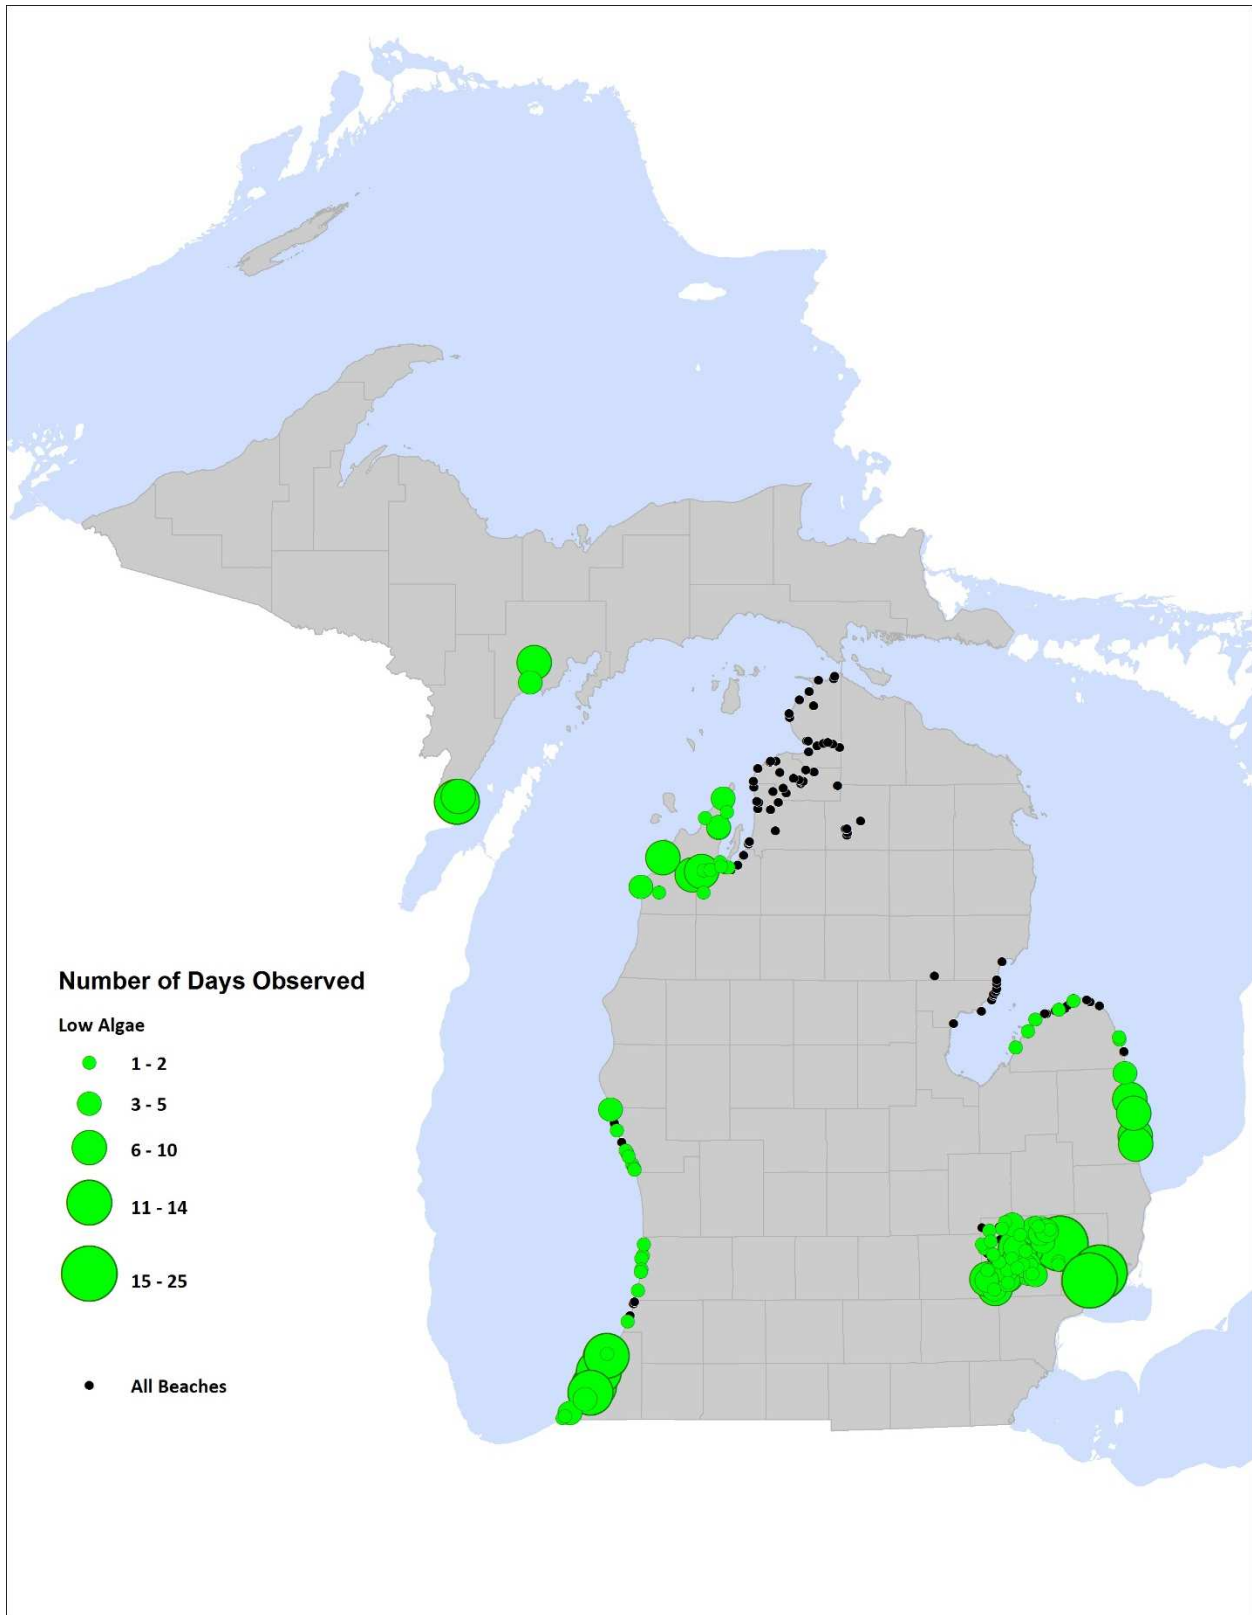 Number of Days Observed
Low Algae
1 - 2
3 - 5
6 - 10
11 - 14
15 - 25
All Beaches